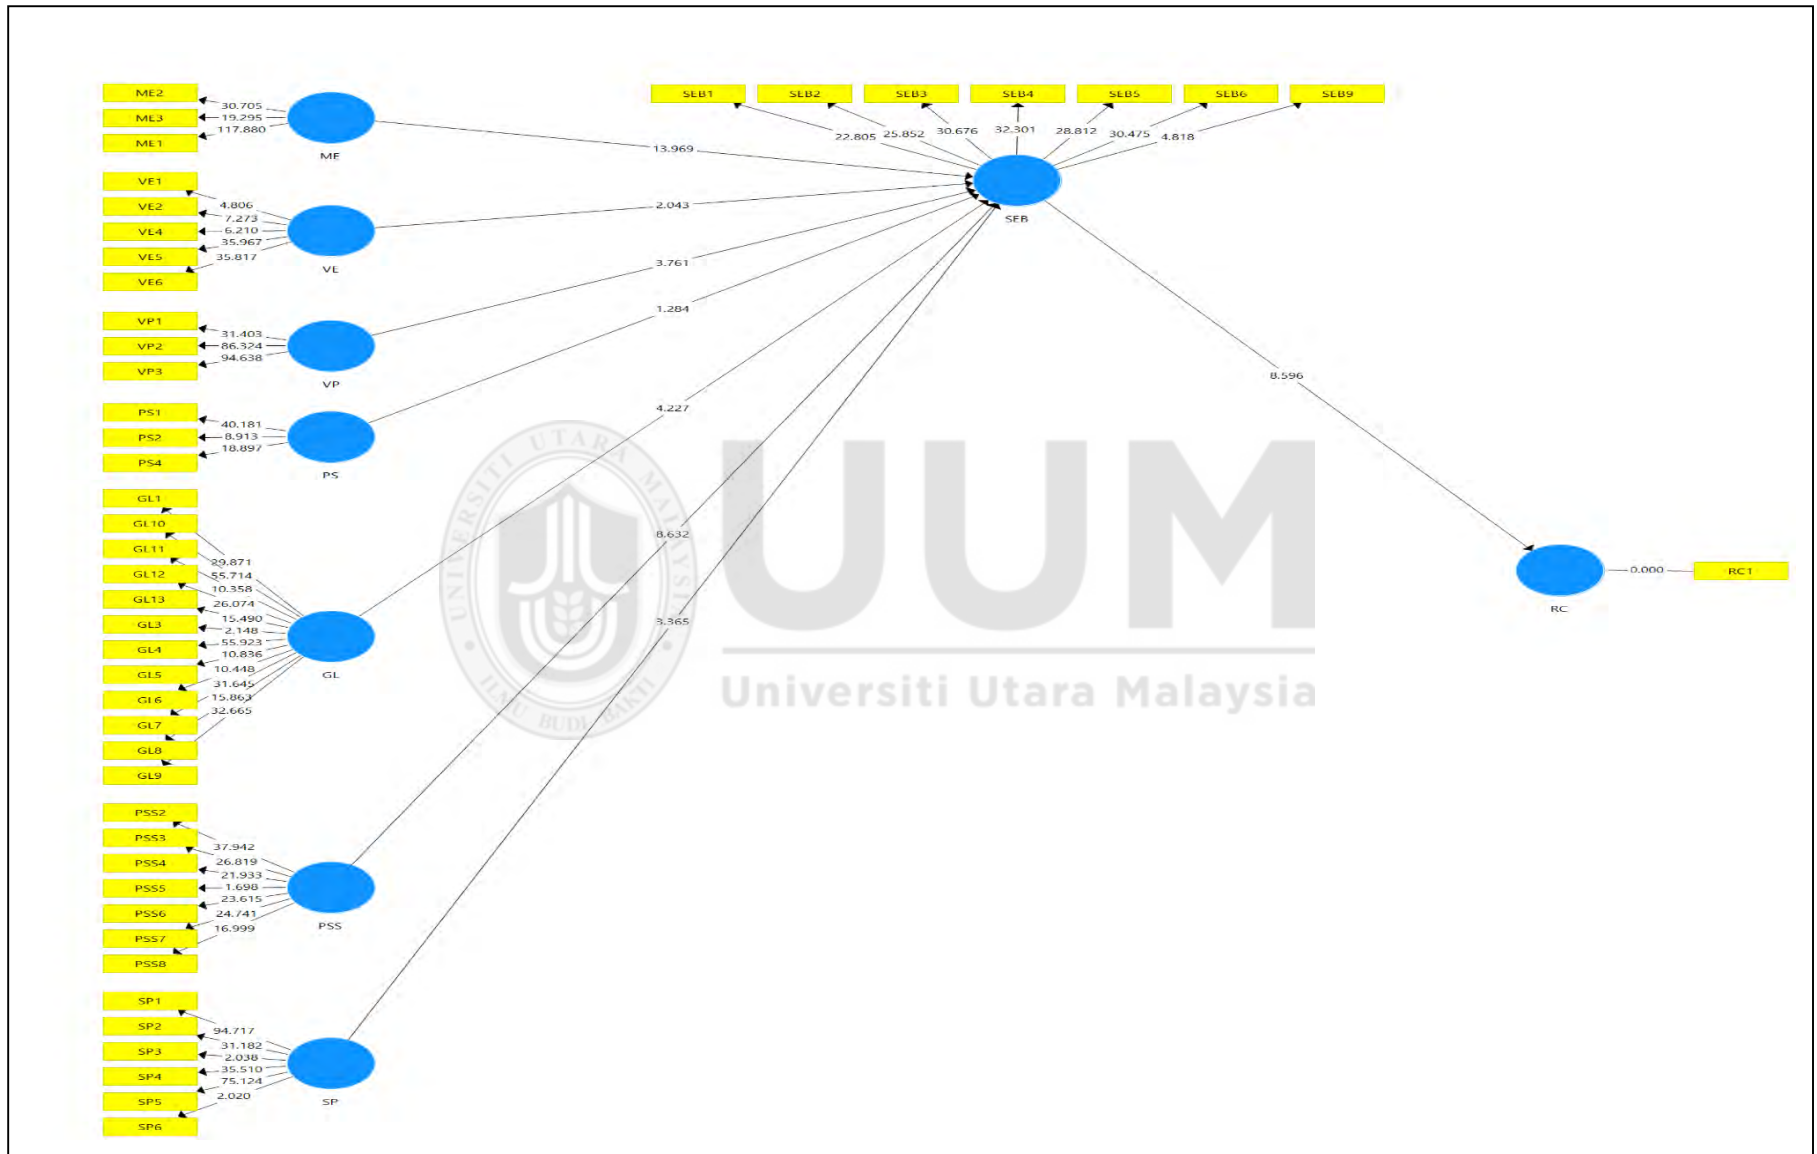 ME2
ME3
ME1
30.705
19.295
117.880
ME
VE1
VE2
VE4
VE5
VE6
4.806
7.273
6.210
35.967
35.817
VE
VP1
VP2
VP3
31.403
86.324
94.638
VP
PS1
PS2
PS4
40.181
8.913
18.897
PS
GL1
GL10
GL11
GL12
GL13
GL3
GL4
GL5
GL6
GL7
GL8
GL9
29.871
55.714
10.358
26.074
15.490
2.148
55.923
10.836
10.448
31.645
15.863
32.665
GL
PSS2
PSS3
PSS4
PSS5
PSS6
PSS7
PSS8
37.942
26.819
21.933
1.698
23.615
24.741
16.999
PSS
SP1
SP2
SP3
SP4
SP5
SP6
94.717
31.182
2.038
35.510
75.124
2.020
SP
13.969
2.043
3.761
1.284
4.227
8.632
3.365
SEB1 SEB2 SEB3 SEB4 SEB5 SEB6 SEB9
22.805 25.852 30.676 32.301 28.812 30.475 4.818
SEB
8.596
RC
0.000
RC1
UNIVERSITI UTARA MALAYSIA
ILMU BUDI BAKTI
UUM
Universiti Utara Malaysia